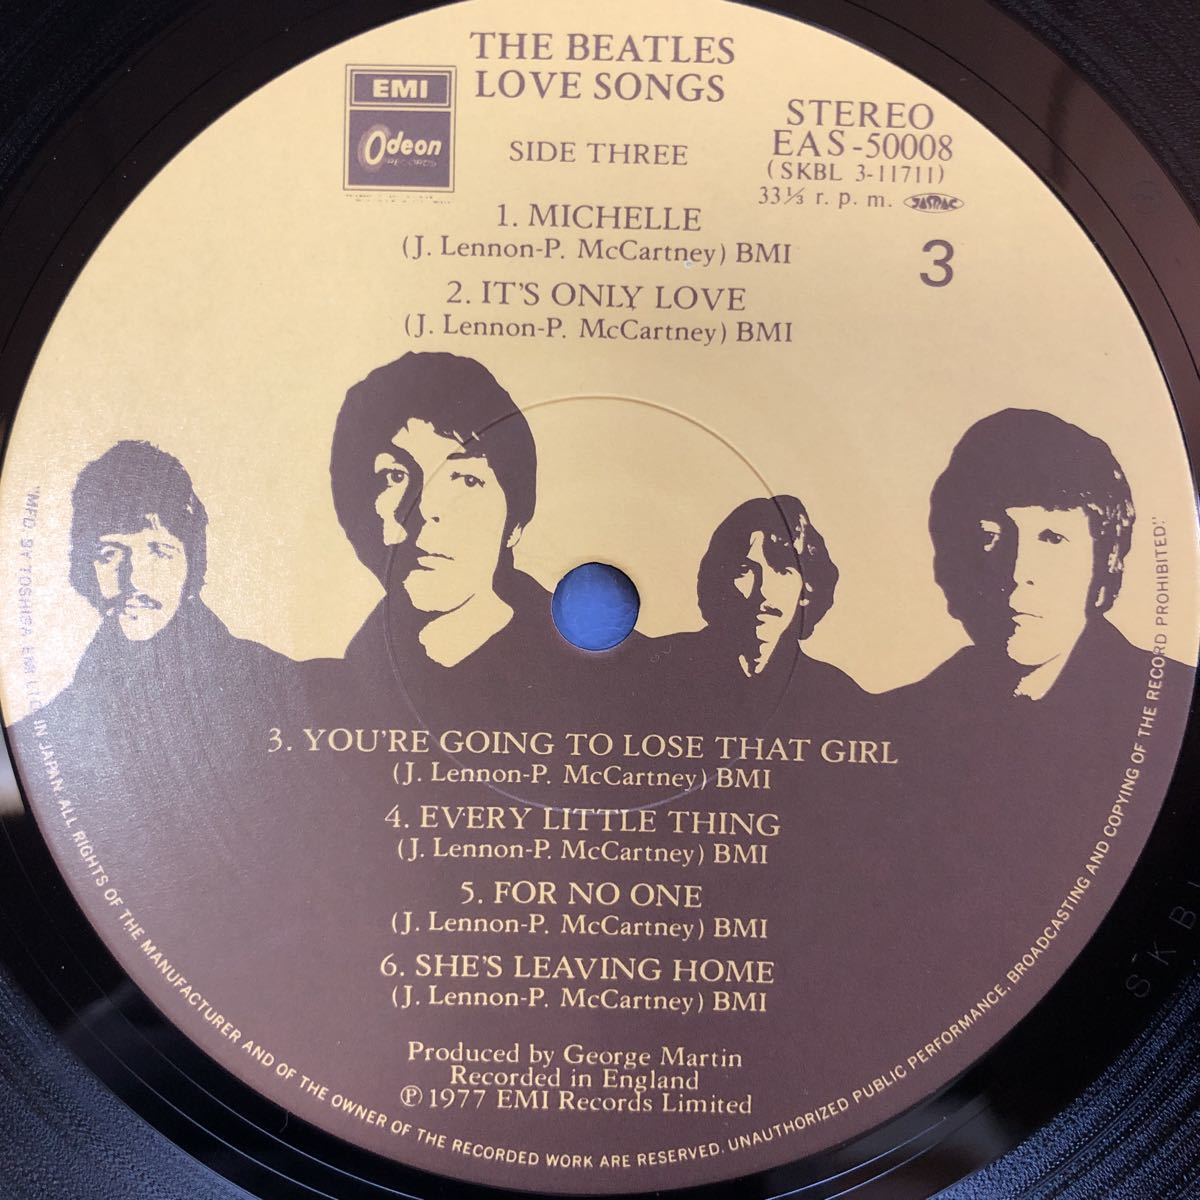 THE BEATLES
LOVE SONGS
EMI
Odeon
RECORDS
SIDE THREE
STEREO
EAS-50008
(SKBL 3-11711)
33⅓ r. p. m. JASRAC
3
1. MICHELLE
(J. Lennon-P. McCartney) BMI
2. IT'S ONLY LOVE
(J. Lennon-P. McCartney) BMI
3. YOU'RE GOING TO LOSE THAT GIRL
(J. Lennon-P. McCartney) BMI
4. EVERY LITTLE THING
(J. Lennon-P. McCartney) BMI
5. FOR NO ONE
(J. Lennon-P. McCartney) BMI
6. SHE'S LEAVING HOME
(J. Lennon-P. McCartney) BMI
Produced by George Martin
Recorded in England
℗ 1977 EMI Records Limited
"MFD. BY TOSHIBA EMI LTD. IN JAPAN ALL RIGHTS OF THE MANUFACTURER AND OF THE OWNER OF THE RECORDED WORK ARE RESERVED. UNAUTHORIZED PUBLIC PERFORMANCE, BROADCASTING AND COPYING OF THE RECORD PROHIBITED."
S K B